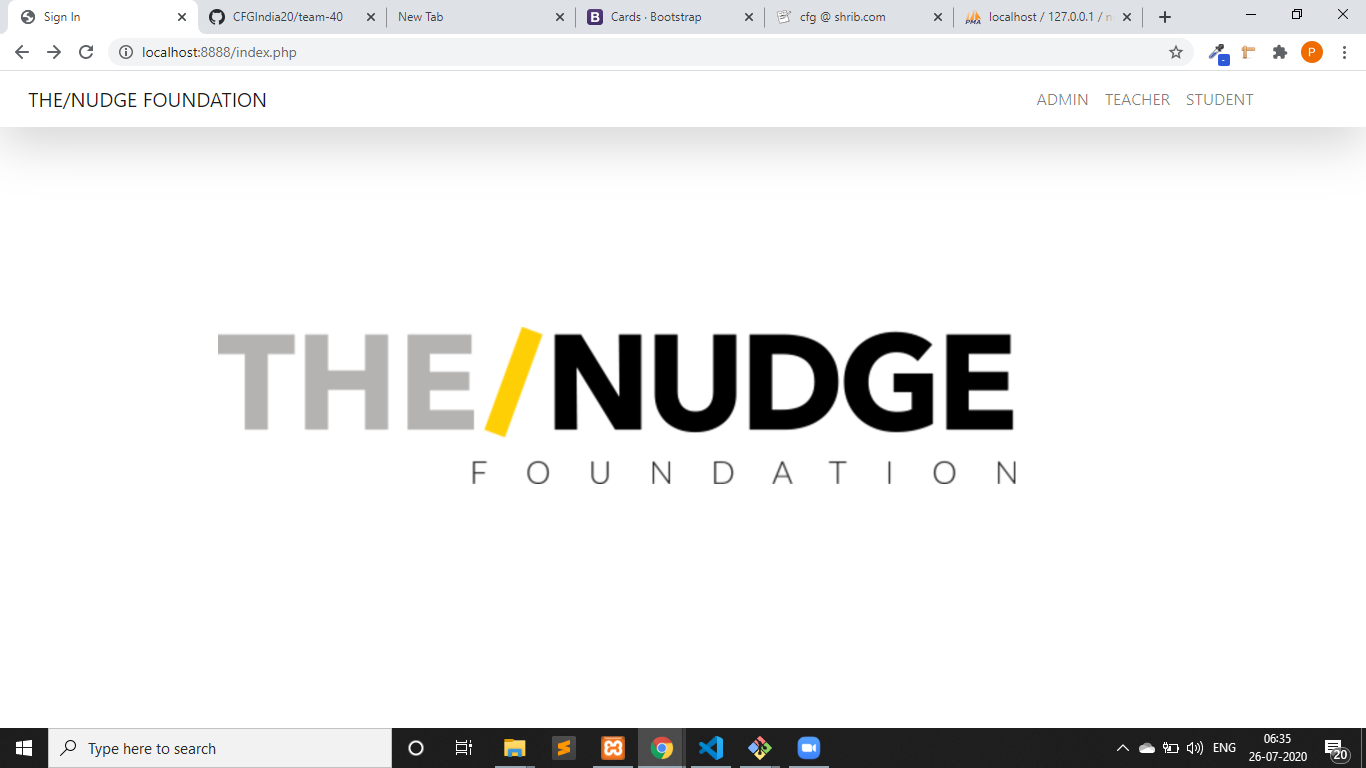 Sign In
CFGIndia20/team-40
New Tab
Cards · Bootstrap
cfg @ shrib.com
localhost / 127.0.0.1 / n
localhost:8888/index.php
P
THE/NUDGE FOUNDATION
ADMIN TEACHER STUDENT
THE/NUDGE
FOUNDATION
Type here to search
ENG
06:35
26-07-2020
20